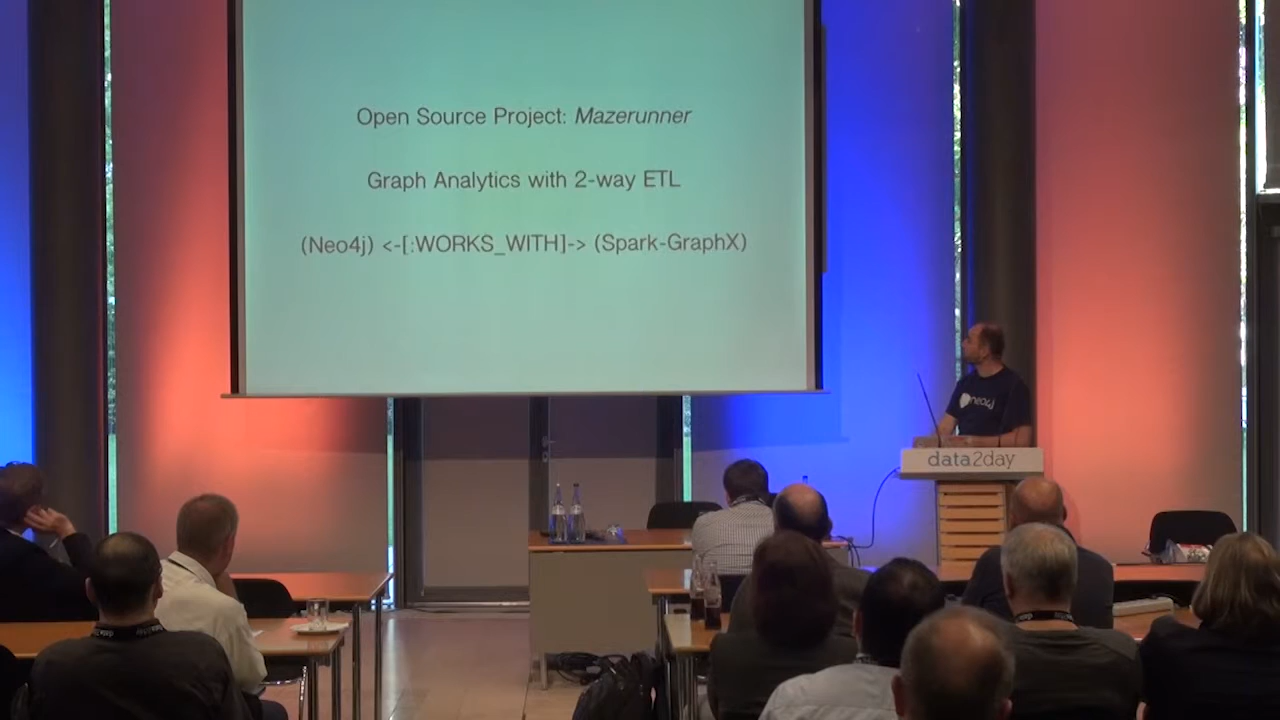 Open Source Project: Mazerunner
Graph Analytics with 2-way ETL
(Neo4j) <-[:WORKS_WITH]-> (Spark-GraphX)
neo4j
data2day